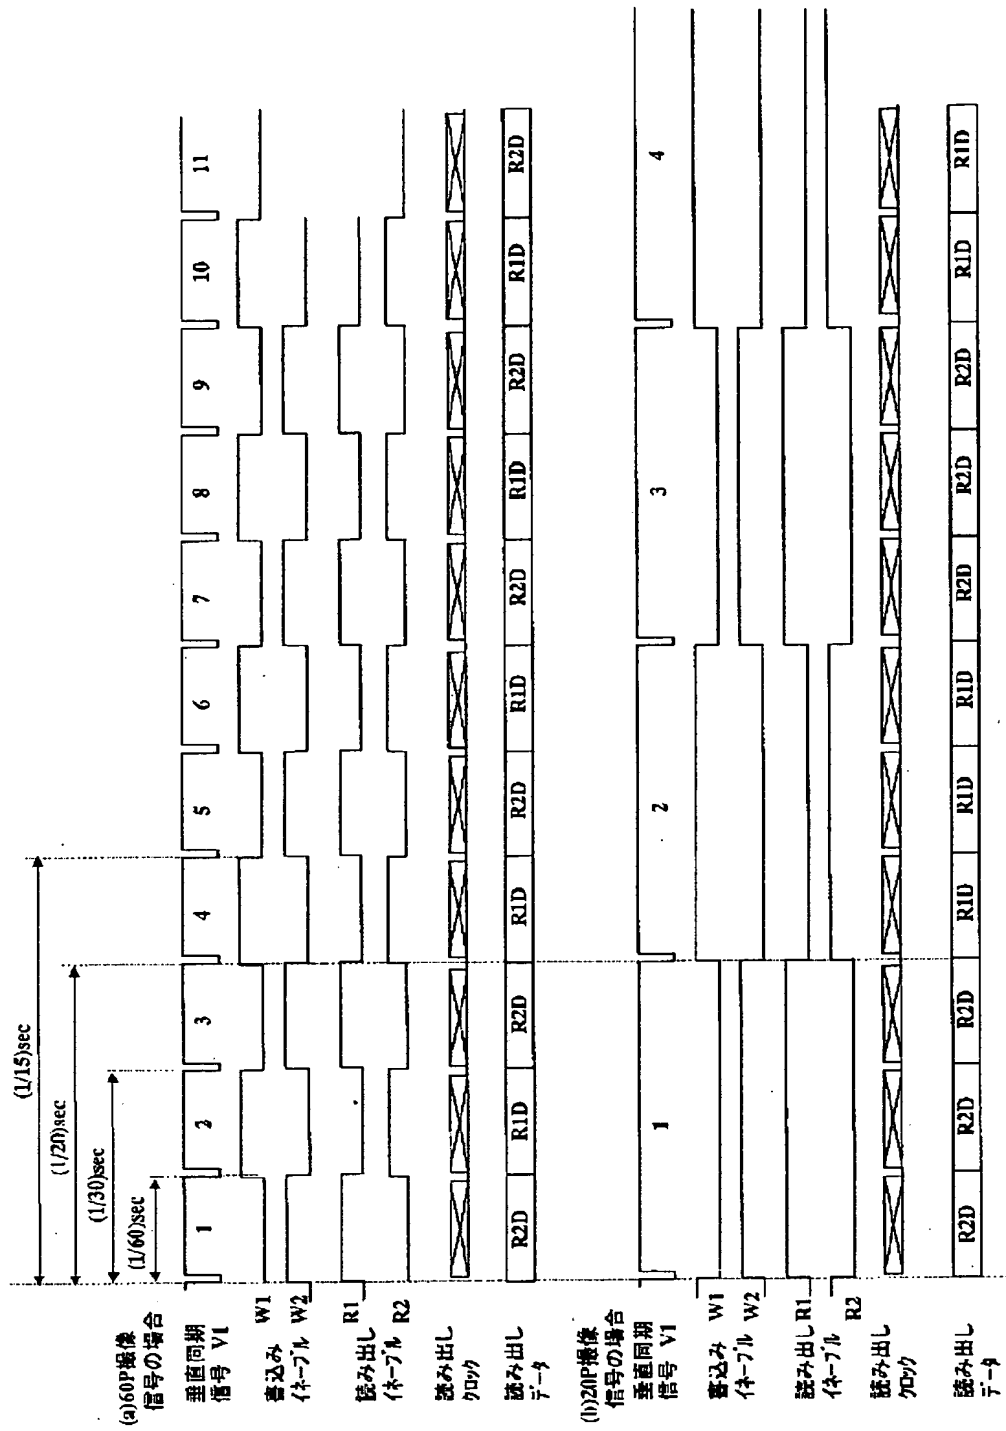 (1/15)sec
(1/20)sec
(1/30)sec
(1/60)sec
(a)60P撮像
信号の場合
垂直同期
信号 V1
1 2 3 4 5 6 7 8 9 10 11
書込み
イネーブル
W1
W2
読み出し
イネーブル
R1
R2
読み出し
クロック
読み出し
データ
R2D R1D R2D R1D R2D R1D R2D R1D R2D R1D R2D
(b)20P撮像
信号の場合
垂直同期
信号 V1
1 2 3 4
書込み
イネーブル
W1
W2
読み出し
イネーブル
R1
R2
読み出し
クロック
読み出し
データ
R2D R2D R2D R1D R1D R1D R2D R2D R2D R1D R1D